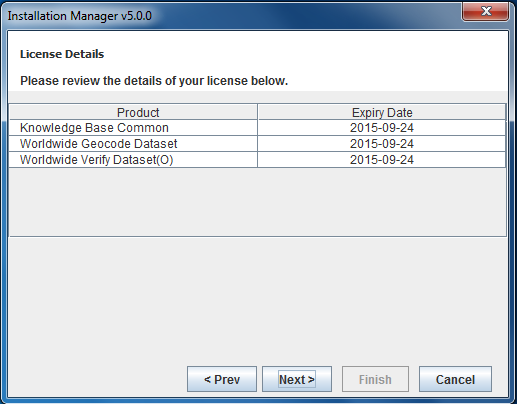 Installation Manager v5.0.0
License Details
Please review the details of your license below.
Product Expiry Date
Knowledge Base Common 2015-09-24
Worldwide Geocode Dataset 2015-09-24
Worldwide Verify Dataset(O) 2015-09-24
< Prev Next > Finish Cancel